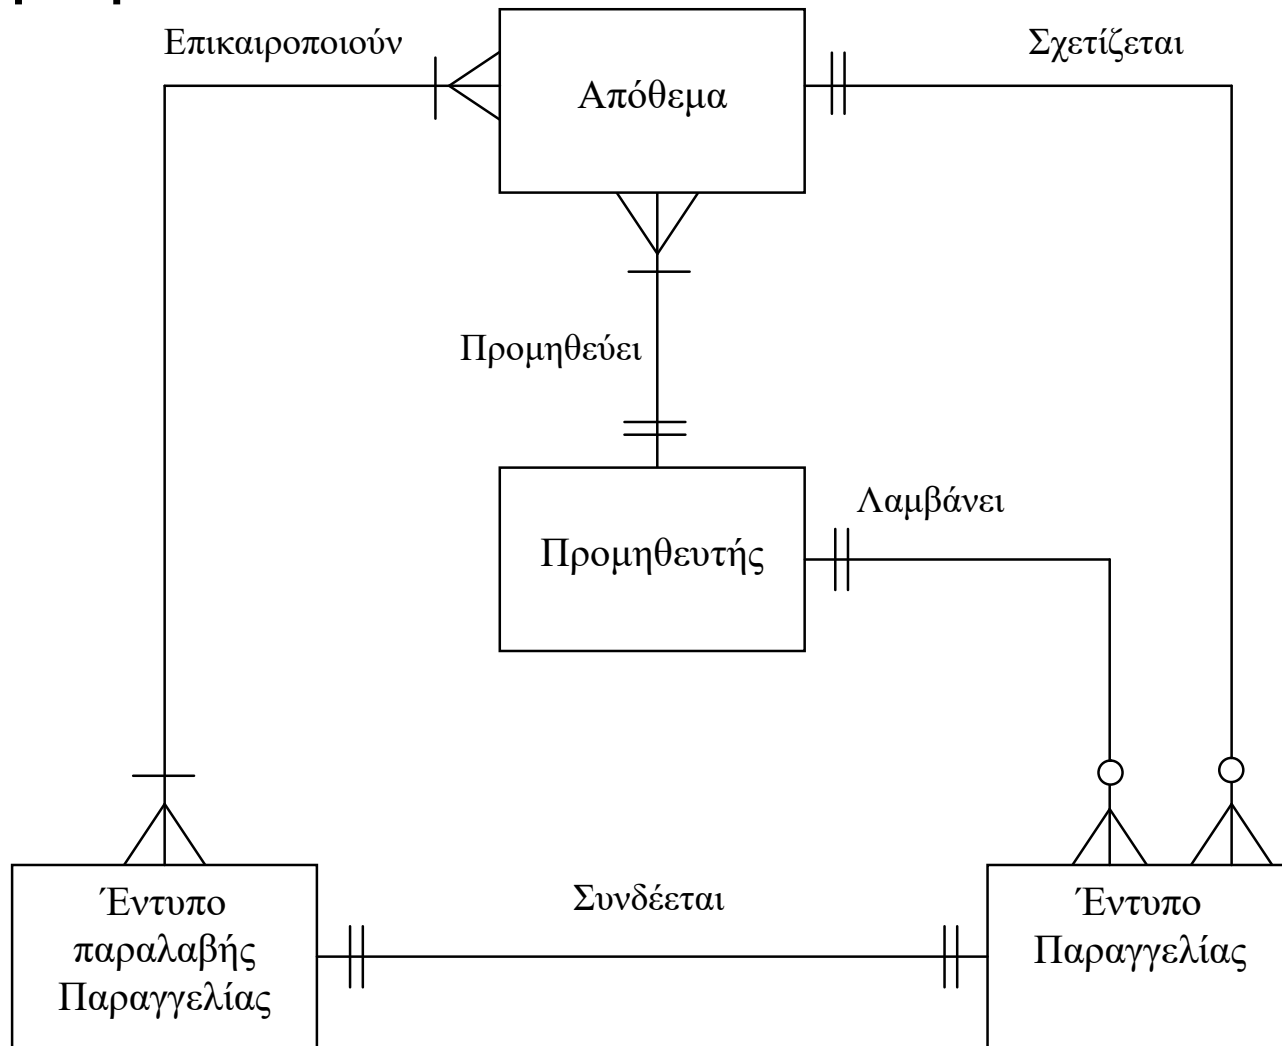 Επικαιροποιούν
Σχετίζεται
Απόθεμα
Προμηθεύει
Λαμβάνει
Προμηθευτής
Συνδέεται
Έντυπο
παραλαβής
Παραγγελίας
Έντυπο
Παραγγελίας